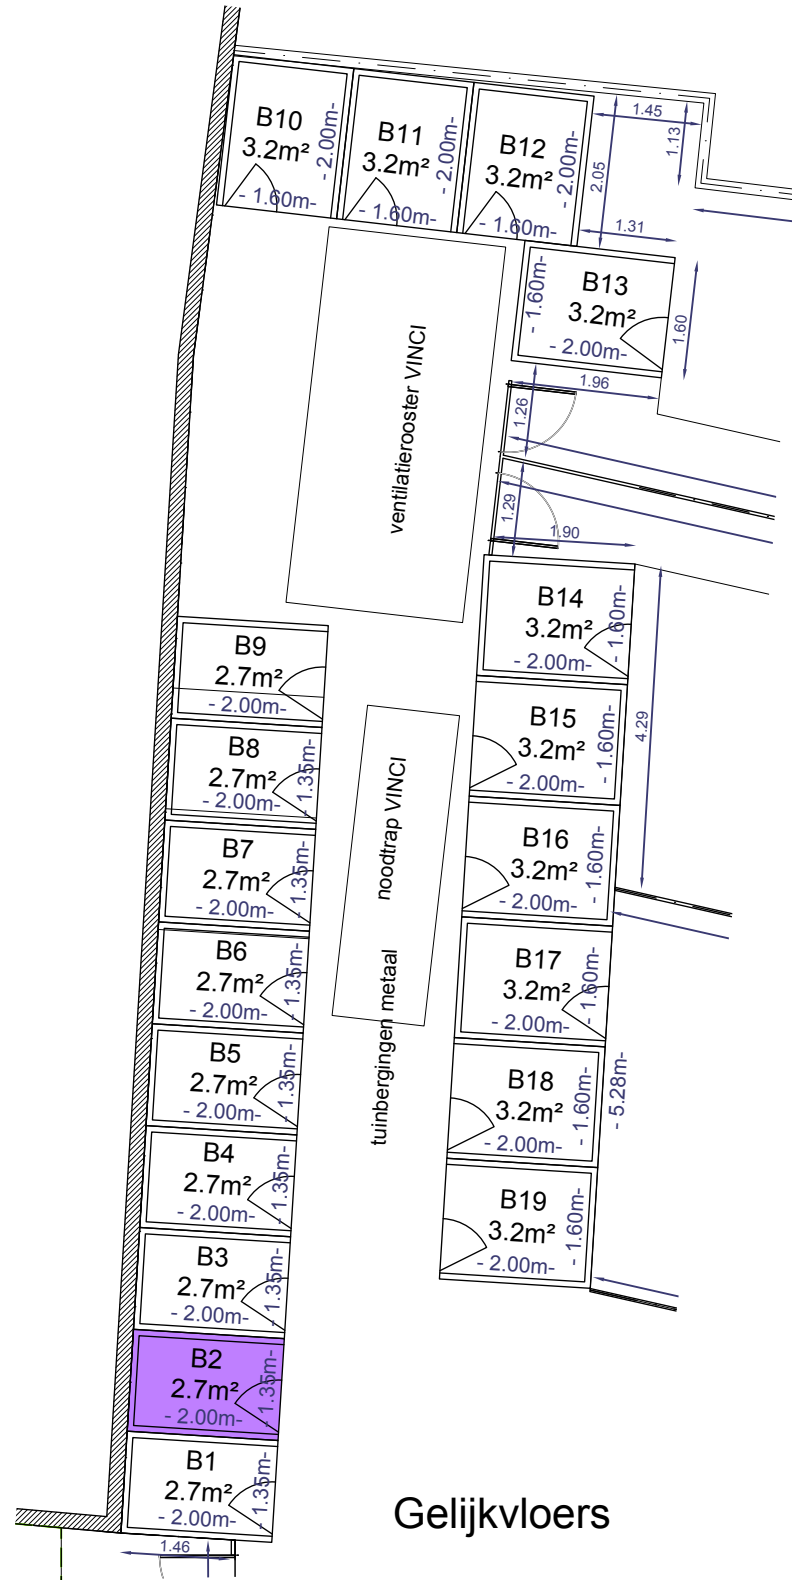 B10
3.2m²
- 2.00m-
- 1.60m-
B11
3.2m²
- 2.00m-
- 1.60m-
B12
3.2m²
- 2.00m-
- 1.60m-
1.45
1.13
2.05
1.31
B13
3.2m²
- 1.60m-
- 2.00m-
1.60
1.96
1.26
1.29
1.90
ventilatierooster VINCI
B14
3.2m²
- 1.60m-
- 2.00m-
B9
2.7m²
- 2.00m-
B15
3.2m²
- 1.60m-
- 2.00m-
4.29
B8
2.7m²
- 1.35m-
- 2.00m-
noodtrap VINCI
B16
3.2m²
- 1.60m-
- 2.00m-
B7
2.7m²
- 1.35m-
- 2.00m-
B6
2.7m²
- 1.35m-
- 2.00m-
B17
3.2m²
- 1.60m-
- 2.00m-
tuinbergingen metaal
B5
2.7m²
- 1.35m-
- 2.00m-
B18
3.2m²
- 1.60m-
- 2.00m-
- 5.28m-
B4
2.7m²
- 1.35m-
- 2.00m-
B19
3.2m²
- 1.60m-
- 2.00m-
B3
2.7m²
- 1.35m-
- 2.00m-
B2
2.7m²
- 1.35m-
- 2.00m-
B1
2.7m²
- 1.35m-
- 2.00m-
Gelijkvloers
1.46